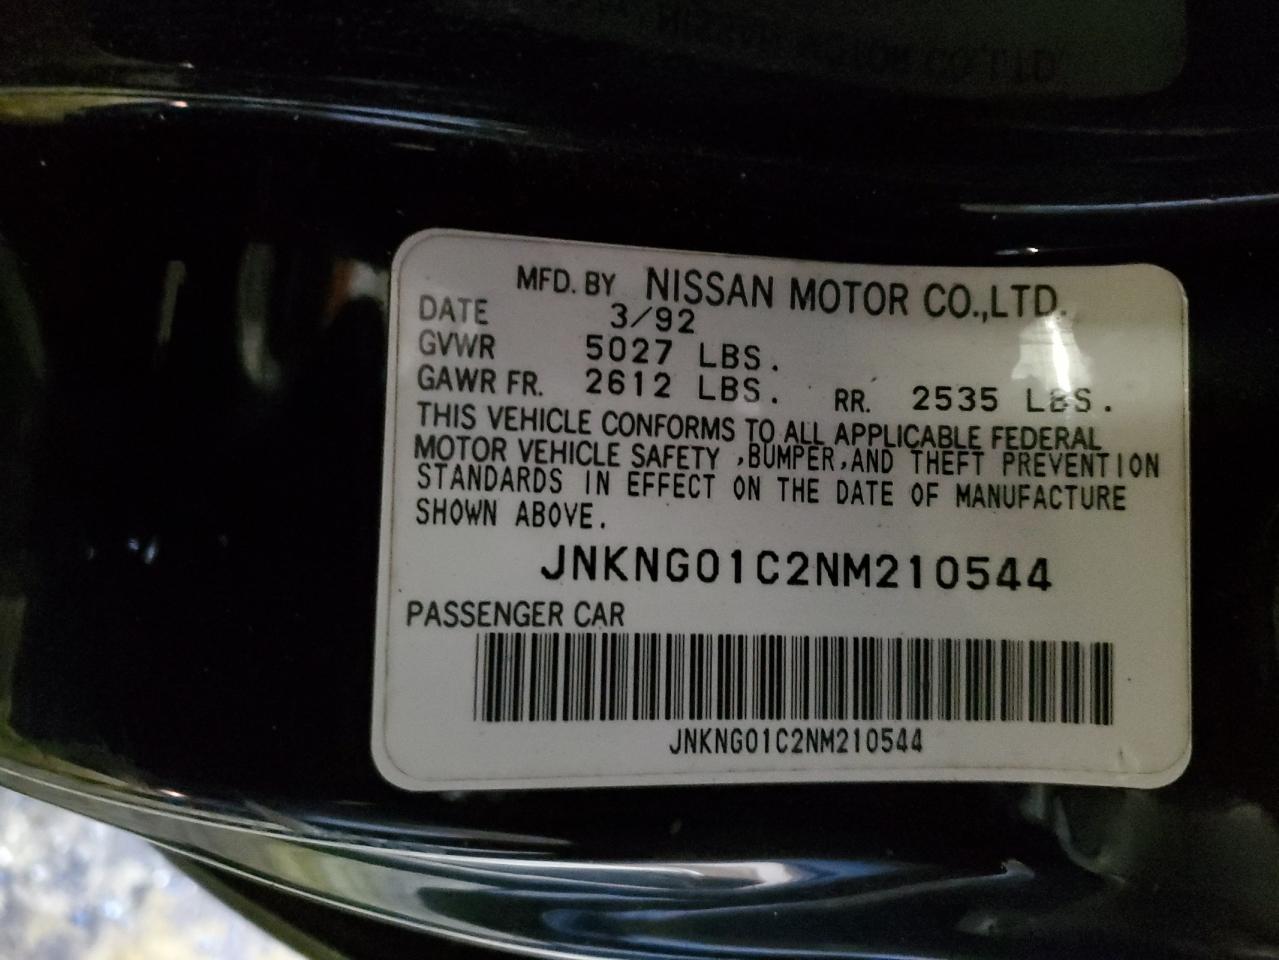 MFD. BY NISSAN MOTOR CO.,LTD.
DATE 3/92
GVWR 5027 LBS.
GAWR FR. 2612 LBS. RR. 2535 LBS.
THIS VEHICLE CONFORMS TO ALL APPLICABLE FEDERAL
MOTOR VEHICLE SAFETY ,BUMPER,AND THEFT PREVENTION
STANDARDS IN EFFECT ON THE DATE OF MANUFACTURE
SHOWN ABOVE.
JNKNG01C2NM210544
PASSENGER CAR
JNKNG01C2NM210544